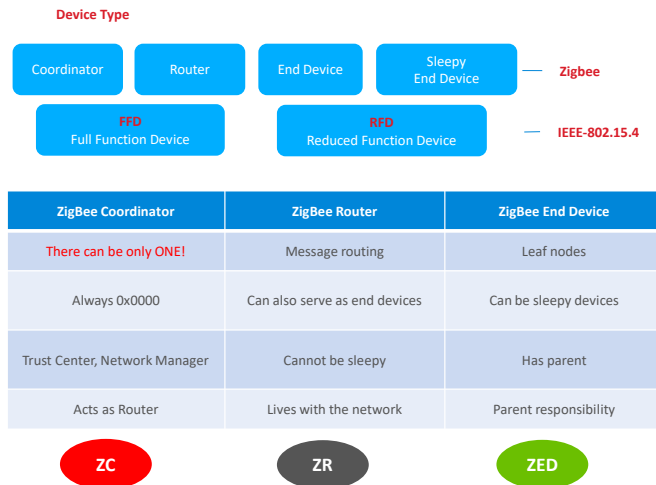 Device Type
Coordinator
Router
End Device
Sleepy
End Device
Zigbee
FFD
Full Function Device
RFD
Reduced Function Device
IEEE-802.15.4
ZigBee Coordinator ZigBee Router ZigBee End Device
There can be only ONE! Message routing Leaf nodes
Always 0x0000 Can also serve as end devices Can be sleepy devices
Trust Center, Network Manager Cannot be sleepy Has parent
Acts as Router Lives with the network Parent responsibility
ZC ZR ZED